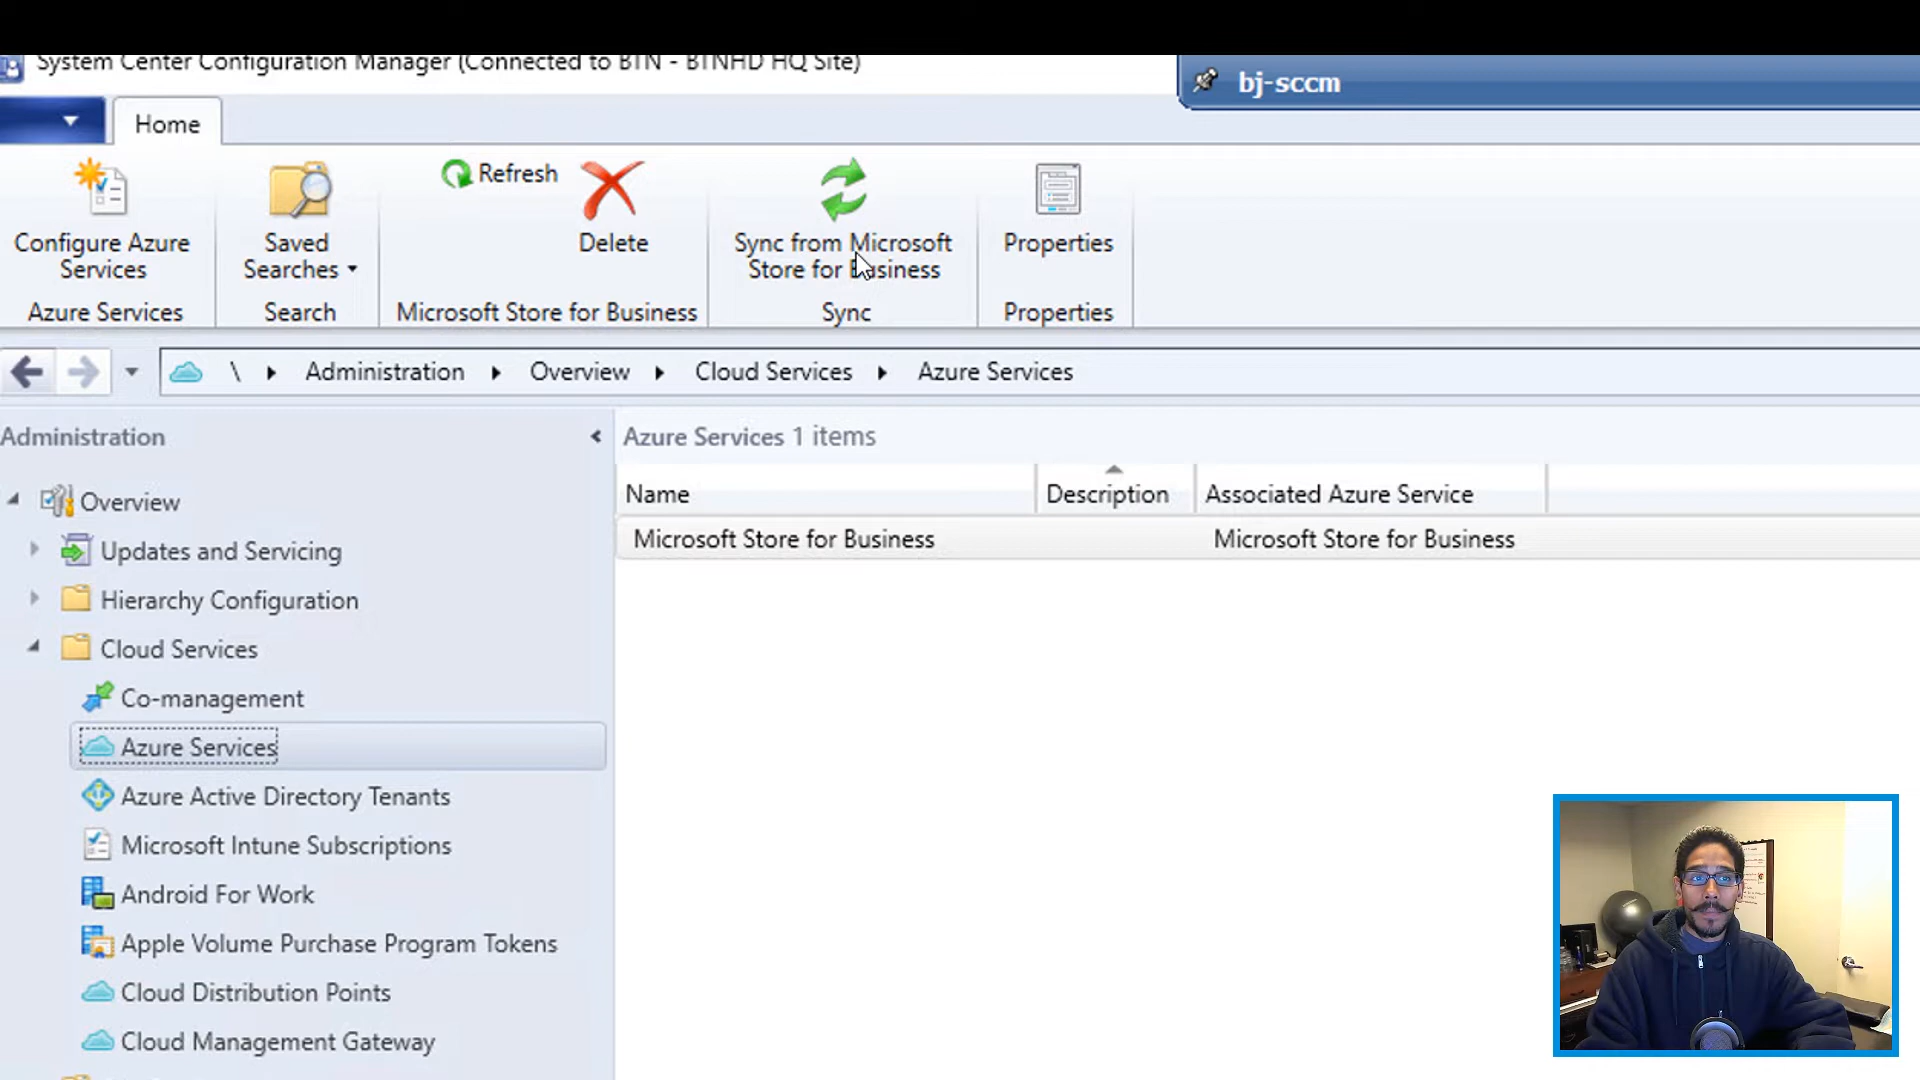 System Center Configuration Manager (Connected to BTN - BTNHD HQ Site)
bj-sccm
Home
Refresh
Configure Azure
Services
Saved
Searches
Delete
Sync from Microsoft
Store for Business
Properties
Azure Services
Search
Microsoft Store for Business
Sync
Properties
\ Administration Overview Cloud Services Azure Services
Administration
Azure Services 1 items
Name Description Associated Azure Service
Microsoft Store for Business Microsoft Store for Business
Overview
Updates and Servicing
Hierarchy Configuration
Cloud Services
Co-management
Azure Services
Azure Active Directory Tenants
Microsoft Intune Subscriptions
Android For Work
Apple Volume Purchase Program Tokens
Cloud Distribution Points
Cloud Management Gateway